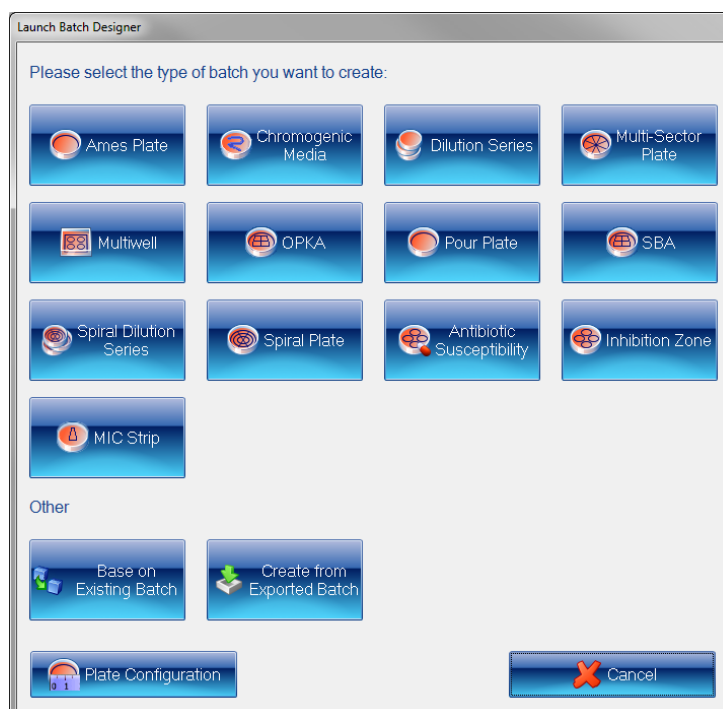 Launch Batch Designer
Please select the type of batch you want to create:
Ames Plate
Chromogenic
Media
Dilution Series
Multi-Sector
Plate
Multiwell
OPKA
Pour Plate
SBA
Spiral Dilution
Series
Spiral Plate
Antibiotic
Susceptibility
Inhibition Zone
MIC Strip
Other
Base on
Existing Batch
Create from
Exported Batch
0 1
Plate Configuration
Cancel